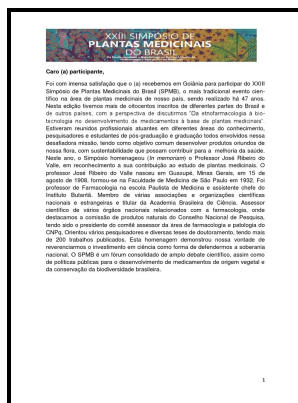 XXIII SIMPÓSIO DE
PLANTAS MEDICINAIS
DO BRASIL
Caro (a) participante,
Foi com imensa satisfação que o (a) recebemos em Goiânia para participar do XXIII
Simpósio de Plantas Medicinais do Brasil (SPMB), o mais tradicional evento cien-
tífico na área de plantas medicinais de nosso país, sendo realizado há 47 anos.
Nesta edição tivemos mais de oitocentos inscritos de diferentes partes do Brasil e
de outros países, com a perspectiva de discutirmos “Da etnofarmacologia à bio-
tecnologia no desenvolvimento de medicamentos à base de plantas medicinais”.
Estiveram reunidos profissionais atuantes em diferentes áreas do conhecimento,
pesquisadores e estudantes de pós-graduação e graduação todos envolvidos nessa
desafiadora missão, tendo como objetivo comum desenvolver produtos oriundos de
nossa flora, com sustentabilidade que possam contribuir para a melhoria da saúde.
Neste ano, o Simpósio homenageou (In memoriam) o Professor José Ribeiro do
Valle, em reconhecimento a sua contribuição ao estudo de plantas medicinais. O
professor José Ribeiro do Valle nasceu em Guaxupé, Minas Gerais, em 15 de
agosto de 1908, formou-se na Faculdade de Medicina de São Paulo em 1932, Foi
professor de Farmacologia na escola Paulista de Medicina e assistente chefe do
Instituto Butantã. Membro de várias associações e organizações científicas
nacionais e estrangeiras e titular da Academia Brasileira de Ciência. Assessor
científico de vários órgãos nacionais relacionados com a farmacologia, onde
destacamos a comissão de produtos naturais do Conselho Nacional de Pesquisa,
tendo sido o presidente do comitê assessor da área de farmacologia e patologia do
CNPq. Orientou vários pesquisadores e diversas teses de doutoramento, tendo mais
de 200 trabalhos publicados. Esta homenagem demonstrou nossa vontade de
reverenciarmos o investimento em ciência como forma de defendermos a soberania
nacional. O SPMB é um fórum consolidado de amplo debate científico, assim como
de políticas públicas para o desenvolvimento de medicamentos de origem vegetal e
da conservação da biodiversidade brasileira.
1